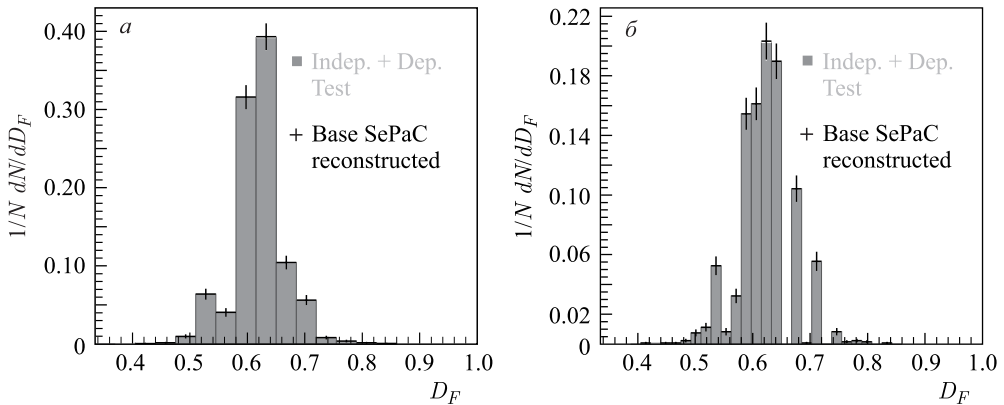 а
0.40
0.30
0.20
0.10
0
1/N dN/dD_F
Indep. + Dep.
Test
Base SePaC
reconstructed
0.4 0.5 0.6 0.7 0.8 0.9 1.0
D_F
б
0.22
0.18
0.14
0.10
0.06
0.02
0
1/N dN/dD_F
Indep. + Dep.
Test
Base SePaC
reconstructed
0.4 0.5 0.6 0.7 0.8 0.9 1.0
D_F